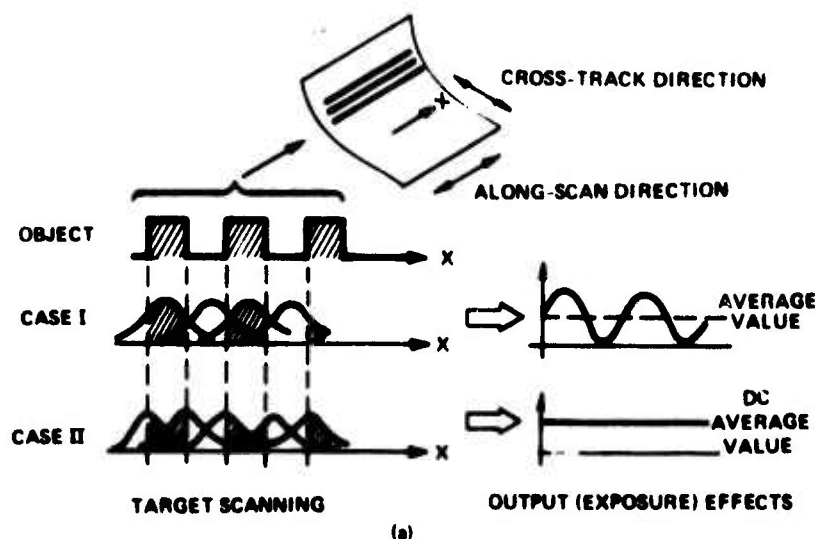 CROSS-TRACK DIRECTION
X
ALONG-SCAN DIRECTION
OBJECT
X
CASE I
X
AVERAGE
VALUE
CASE II
X
DC
AVERAGE
VALUE
TARGET SCANNING
OUTPUT (EXPOSURE) EFFECTS
(a)